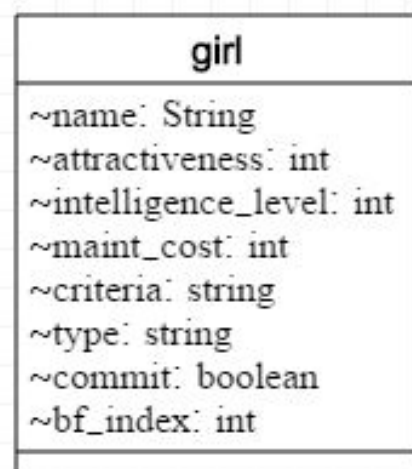 girl
~name: String
~attractiveness: int
~intelligence_level: int
~maint_cost: int
~criteria: string
~type: string
~commit: boolean
~bf_index: int